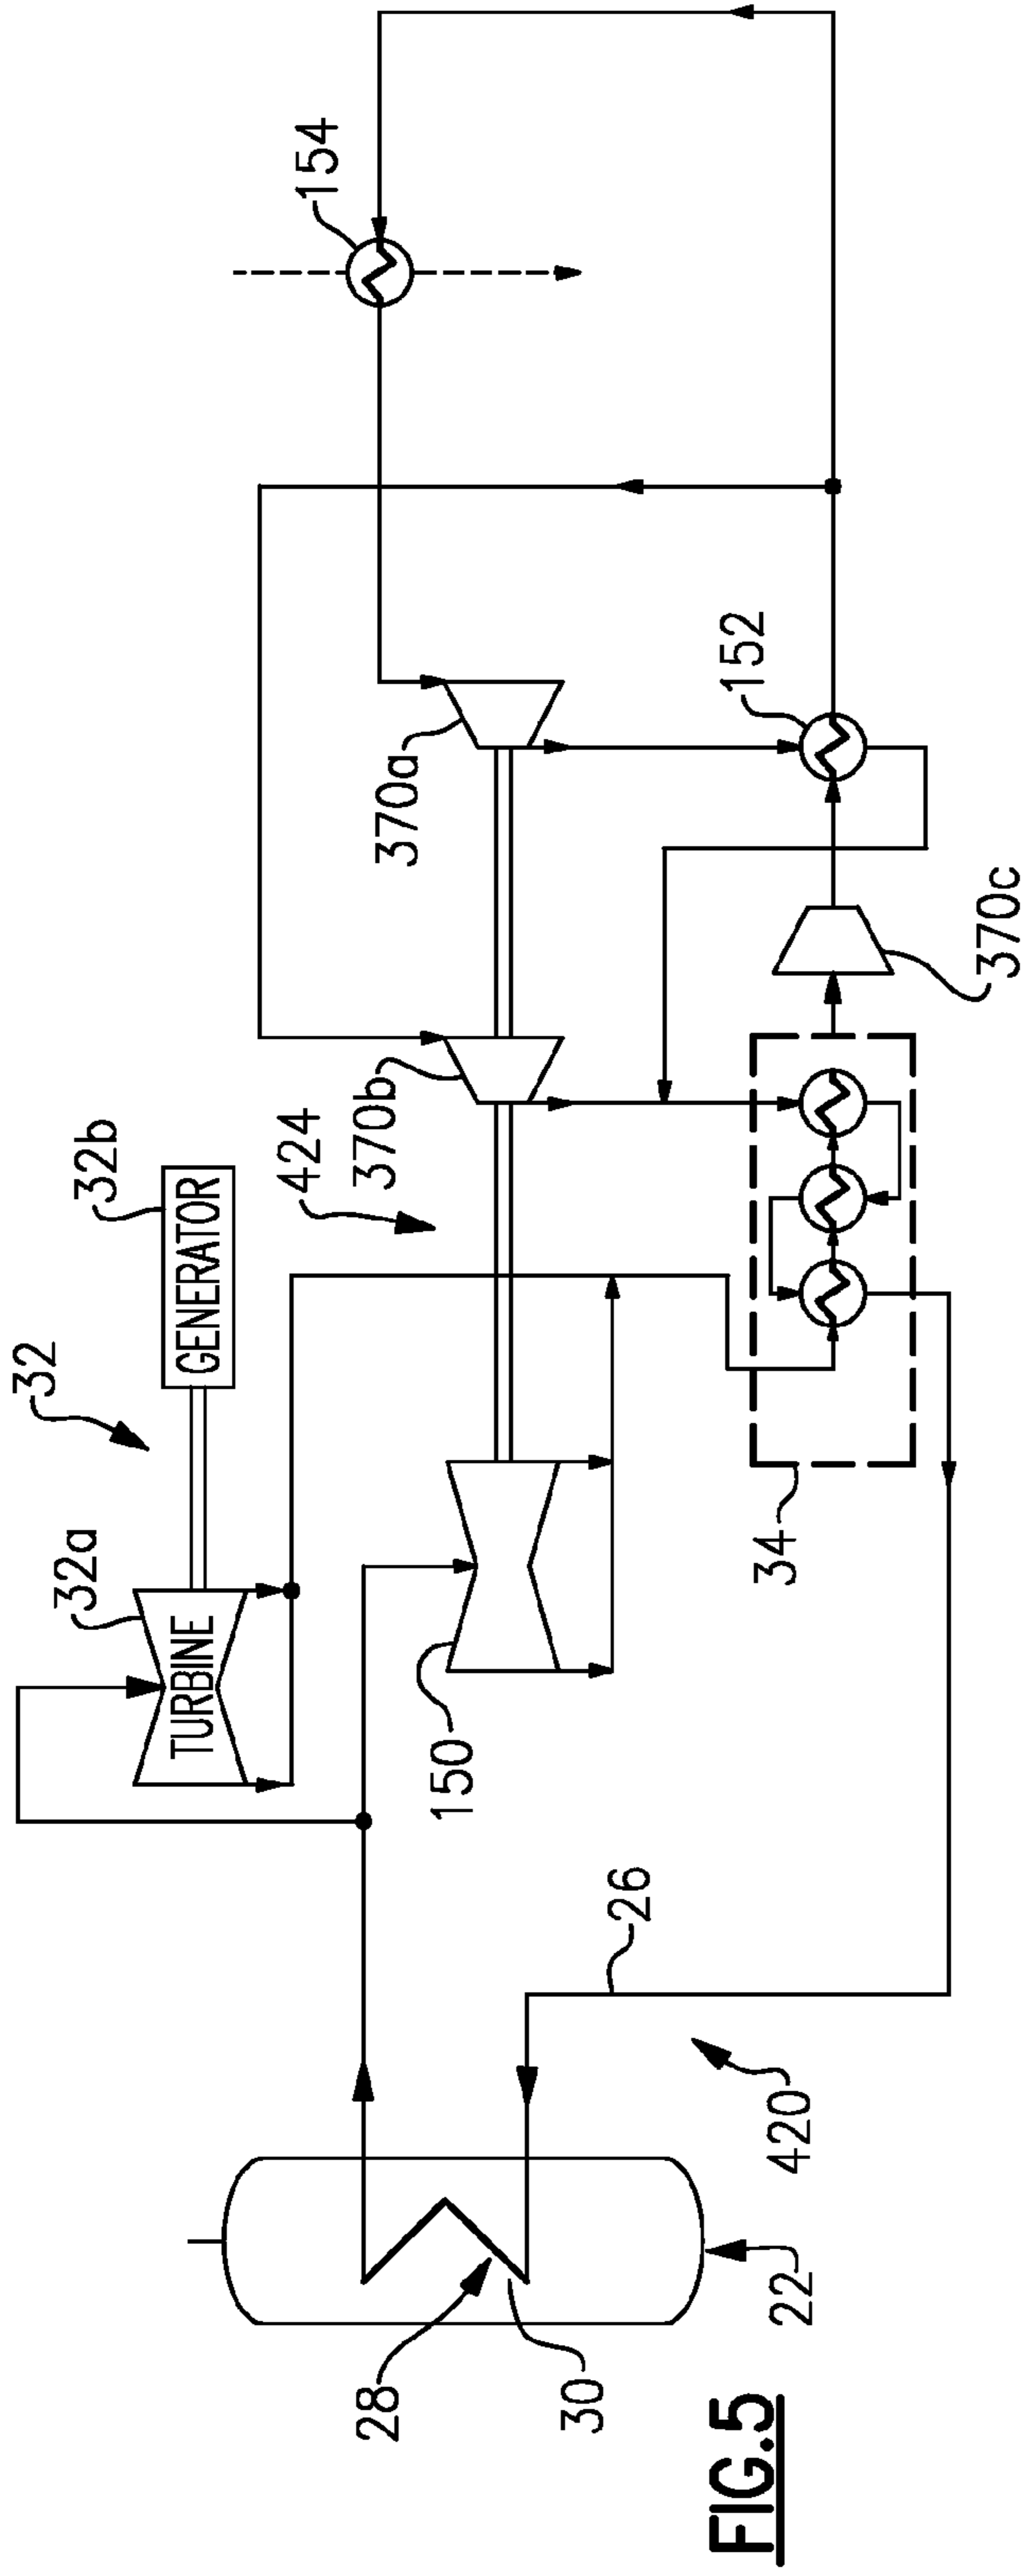 32
32a
TURBINE
32b
GENERATOR
154
424
370b
370a
150
152
370c
34
26
420
28
30
22
FIG.5